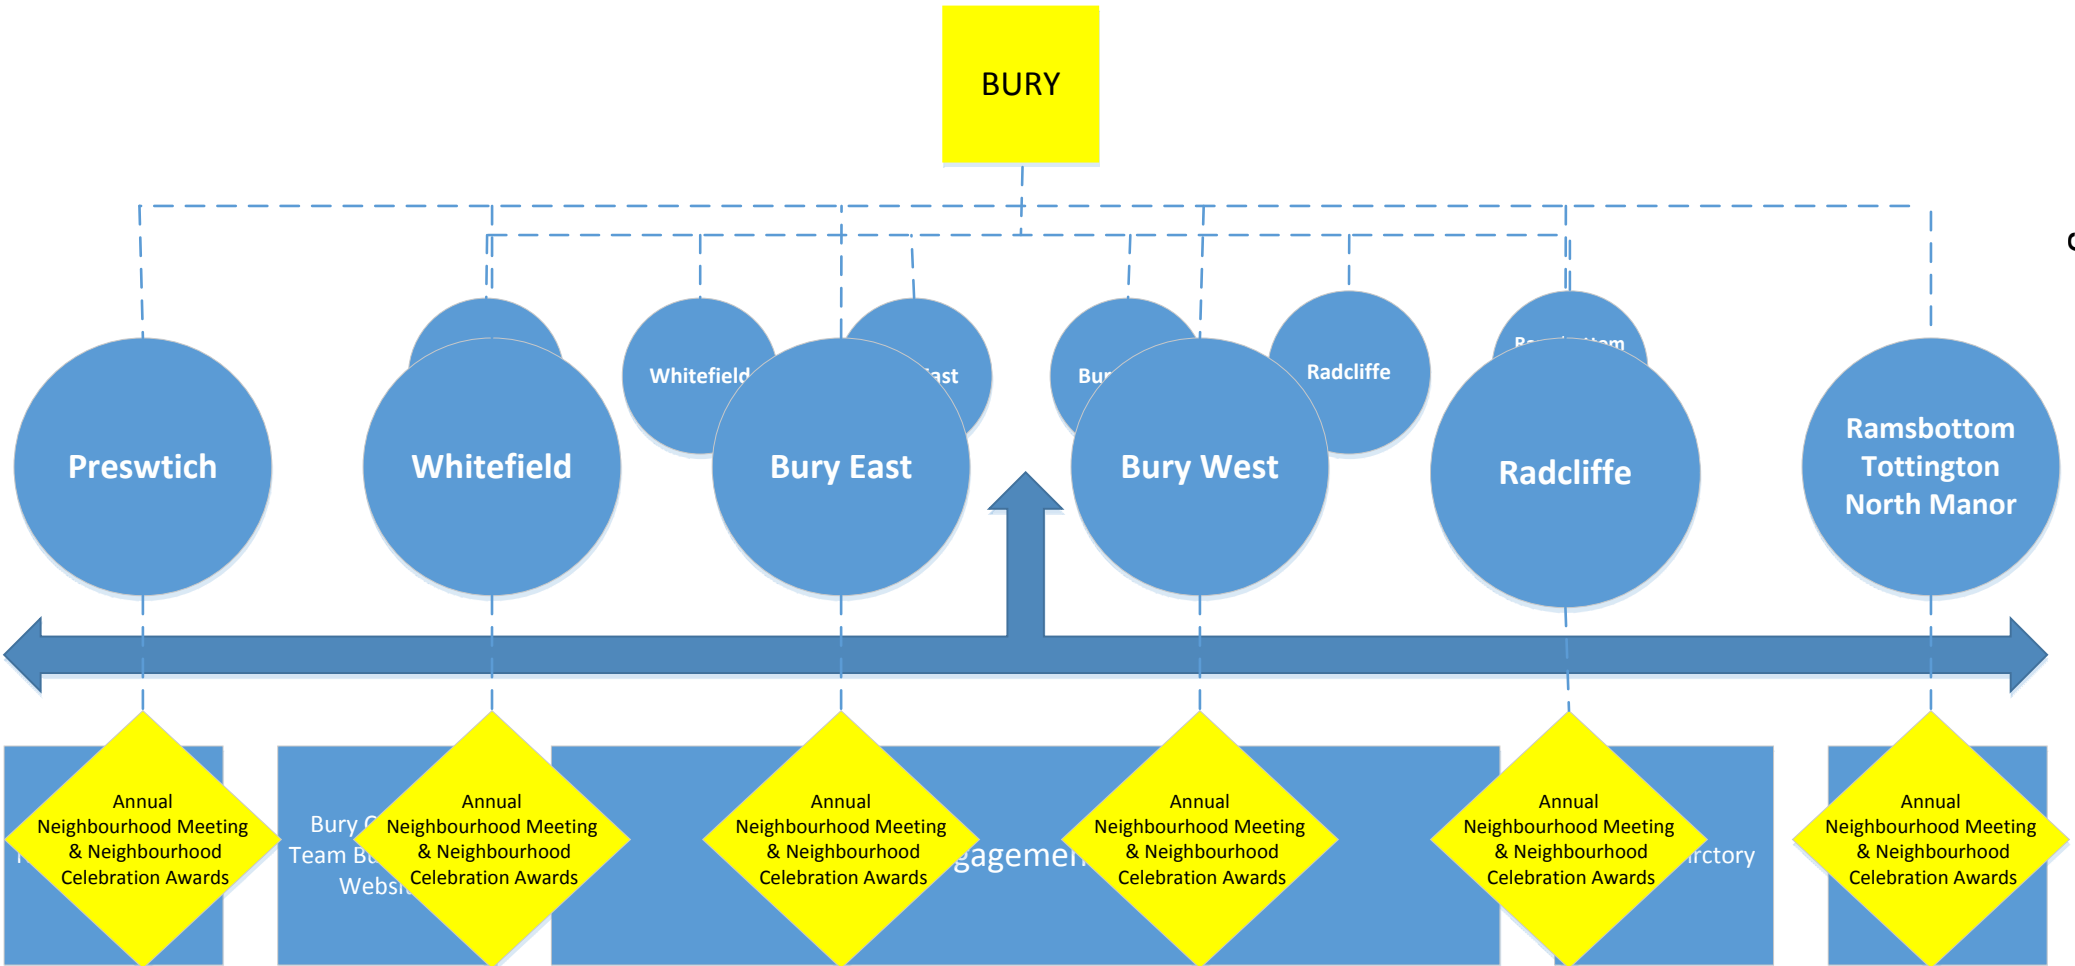 BURY
Whitefield
Radcliffe
Preswtich
Whitefield
Bury East
Bury West
Radcliffe
Ramsbottom
Tottington
North Manor
Annual
Neighbourhood Meeting
& Neighbourhood
Celebration Awards
Bury
Team
Annual
Neighbourhood Meeting
& Neighbourhood
Celebration Awards
Annual
Neighbourhood Meeting
& Neighbourhood
Celebration Awards
Annual
Neighbourhood Meeting
& Neighbourhood
Celebration Awards
Annual
Neighbourhood Meeting
& Neighbourhood
Celebration Awards
Annual
Neighbourhood Meeting
& Neighbourhood
Celebration Awards